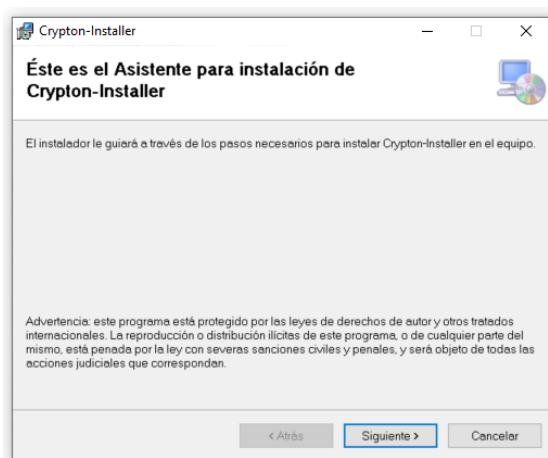 Crypton-Installer
Éste es el Asistente para instalación de
Crypton-Installer
El instalador le guiará a través de los pasos necesarios para instalar Crypton-Installer en el equipo.
Advertencia: este programa está protegido por las leyes de derechos de autor y otros tratados
internacionales. La reproducción o distribución ilícitas de este programa, o de cualquier parte del
mismo, está penada por la ley con severas sanciones civiles y penales, y será objeto de todas las
acciones judiciales que correspondan.
< Atrás
Siguiente >
Cancelar